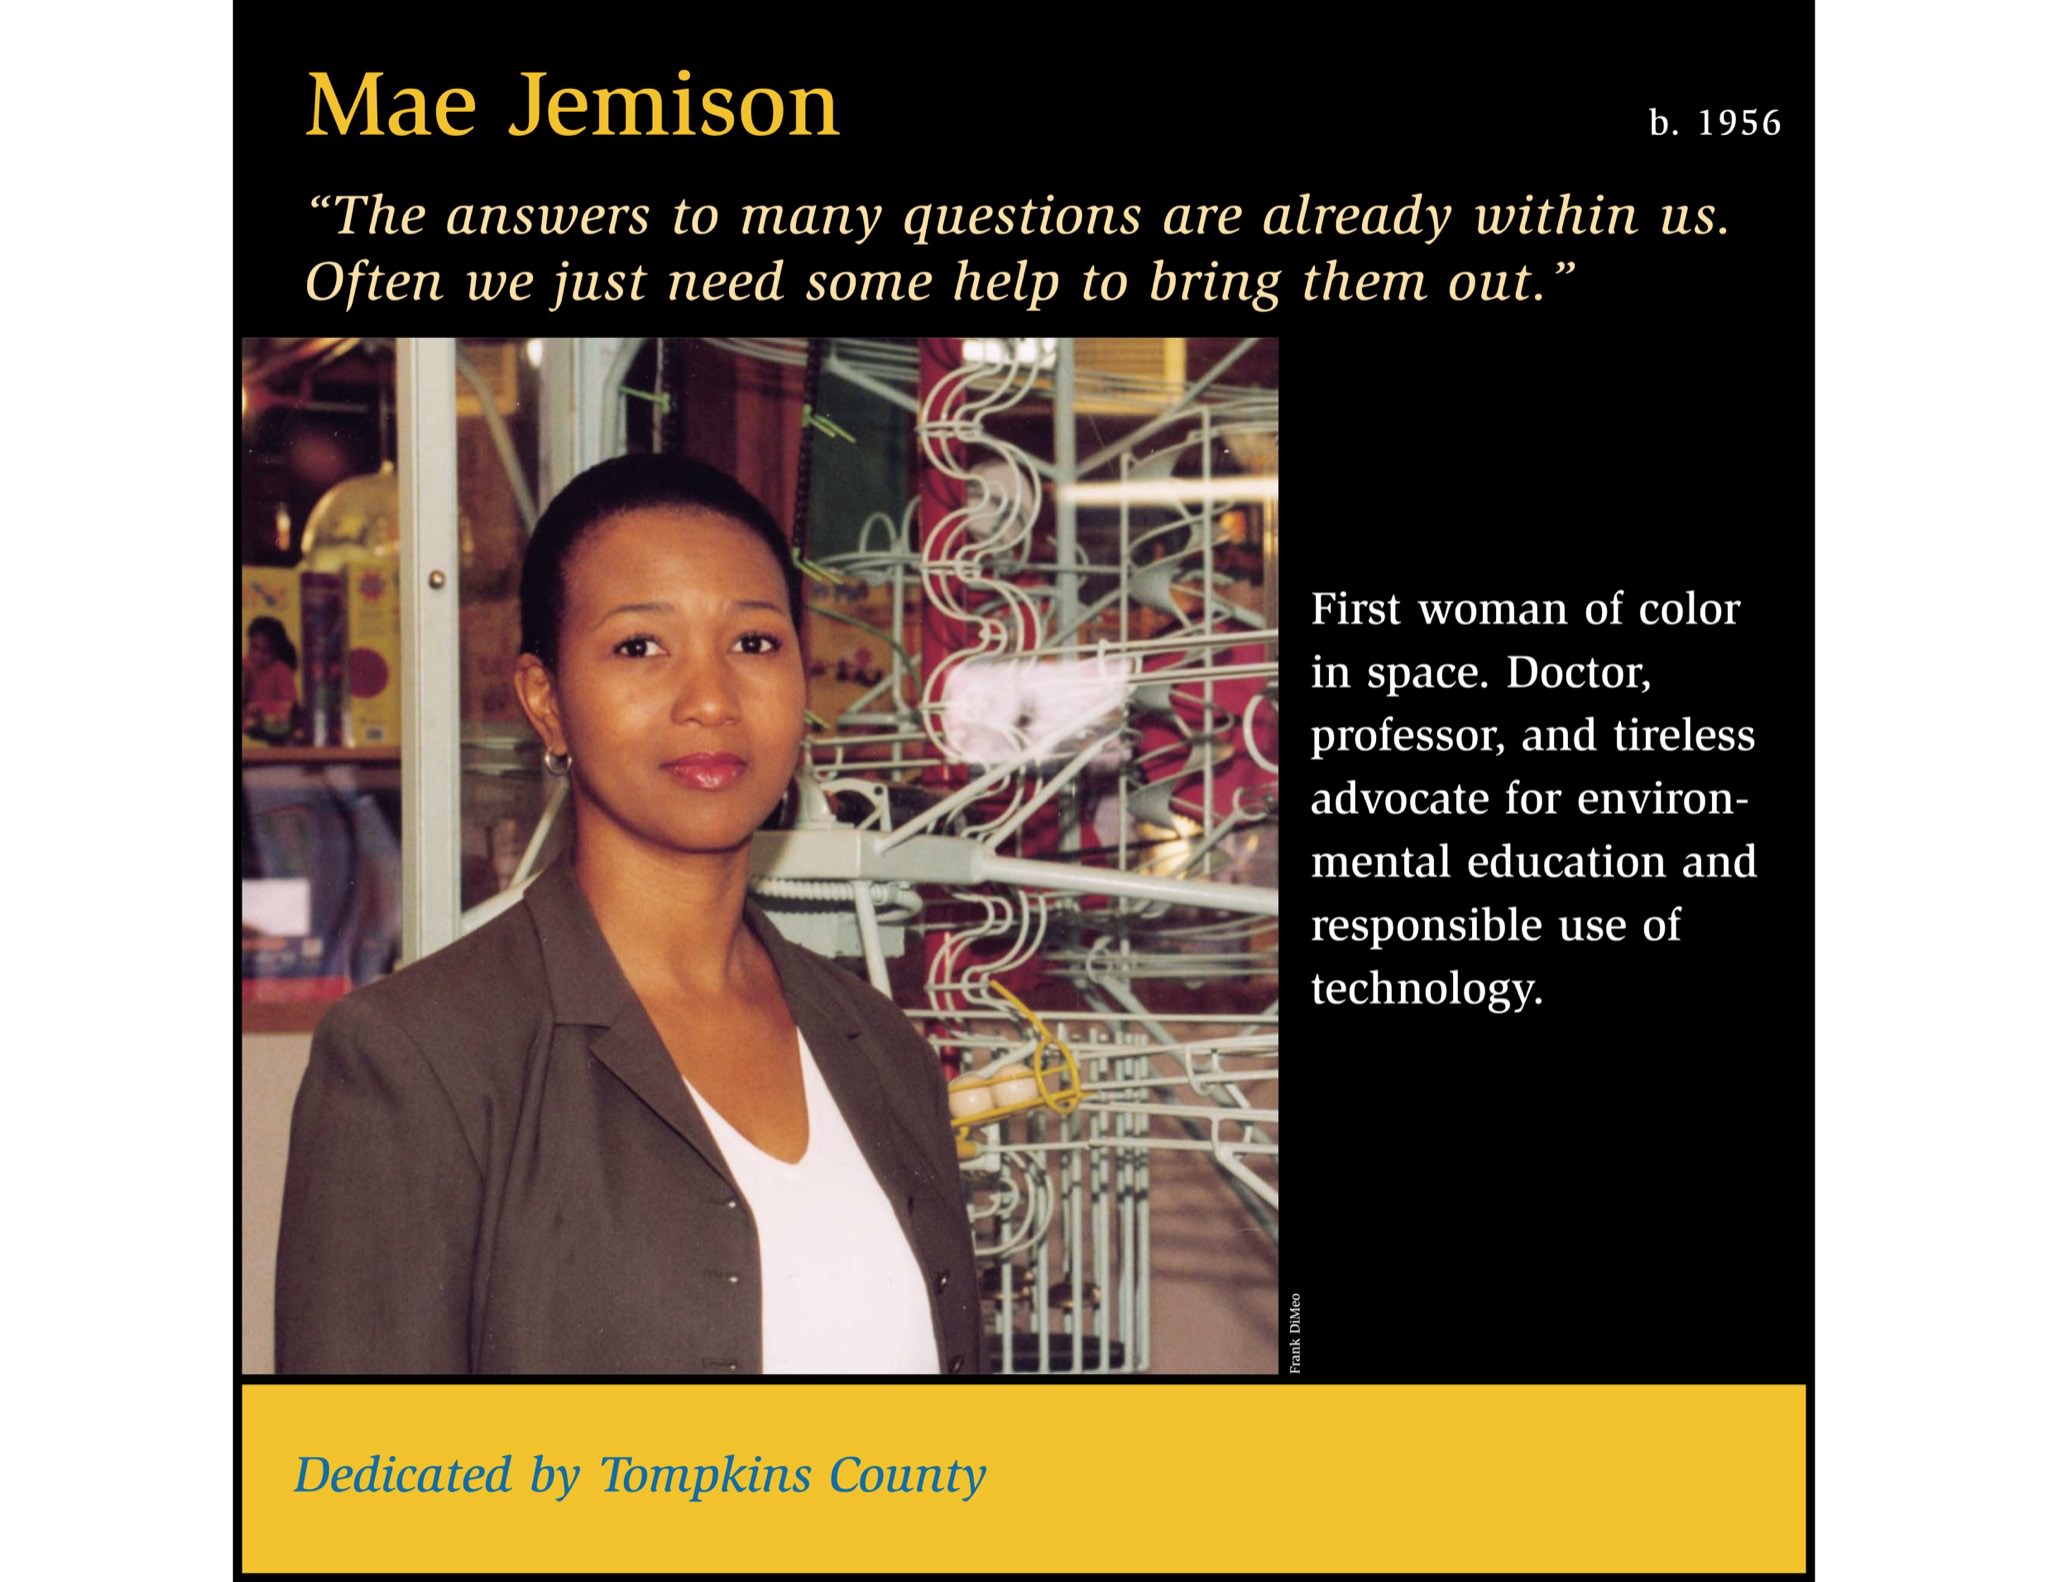 Mae Jemison
b. 1956
“The answers to many questions are already within us.
Often we just need some help to bring them out.”
First woman of color
in space. Doctor,
professor, and tireless
advocate for environ-
mental education and
responsible use of
technology.
Frank DiMeo
Dedicated by Tompkins County